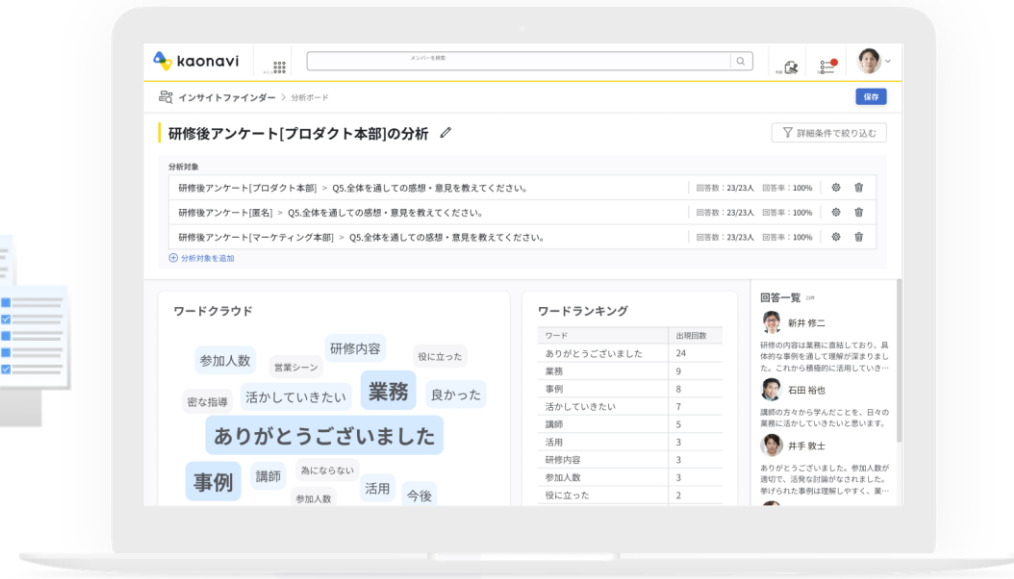 kaonavi
メンバーを検索
インサイトファインダー > 分析ボード
保存
研修後アンケート[プロダクト本部]の分析
詳細条件で絞り込む
分析対象
研修後アンケート[プロダクト本部] > Q5.全体を通しての感想・意見を教えてください。 回答数:23/23人 回答率:100%
研修後アンケート[匿名] > Q5.全体を通しての感想・意見を教えてください。 回答数:23/23人 回答率:100%
研修後アンケート[マーケティング本部] > Q5.全体を通しての感想・意見を教えてください。 回答数:23/23人 回答率:100%
分析対象を追加
ワードクラウド
研修内容
参加人数
役に立った
営業シーン
業務
良かった
活かしていきたい
密な指導
ありがとうございました
為にならない
講師
事例
活用
今後
参加人数
ワードランキング
ワード 出現回数
ありがとうございました 24
業務 9
事例 8
活かしていきたい 7
講師 5
活用 3
研修内容 3
参加人数 3
役に立った 2
回答一覧
新井 修二
研修の内容は業務に直結しており、具
体的な事例を通して理解が深まりまし
た。これから積極的に活用していき…
石田 裕也
講師の方々から学んだことを、日々の
業務に活かしていきたいと思います。
井手 敦士
ありがとうございました。参加人数が
適切で、活発な討論がなされました。
挙げられた事例は理解しやすく、業…